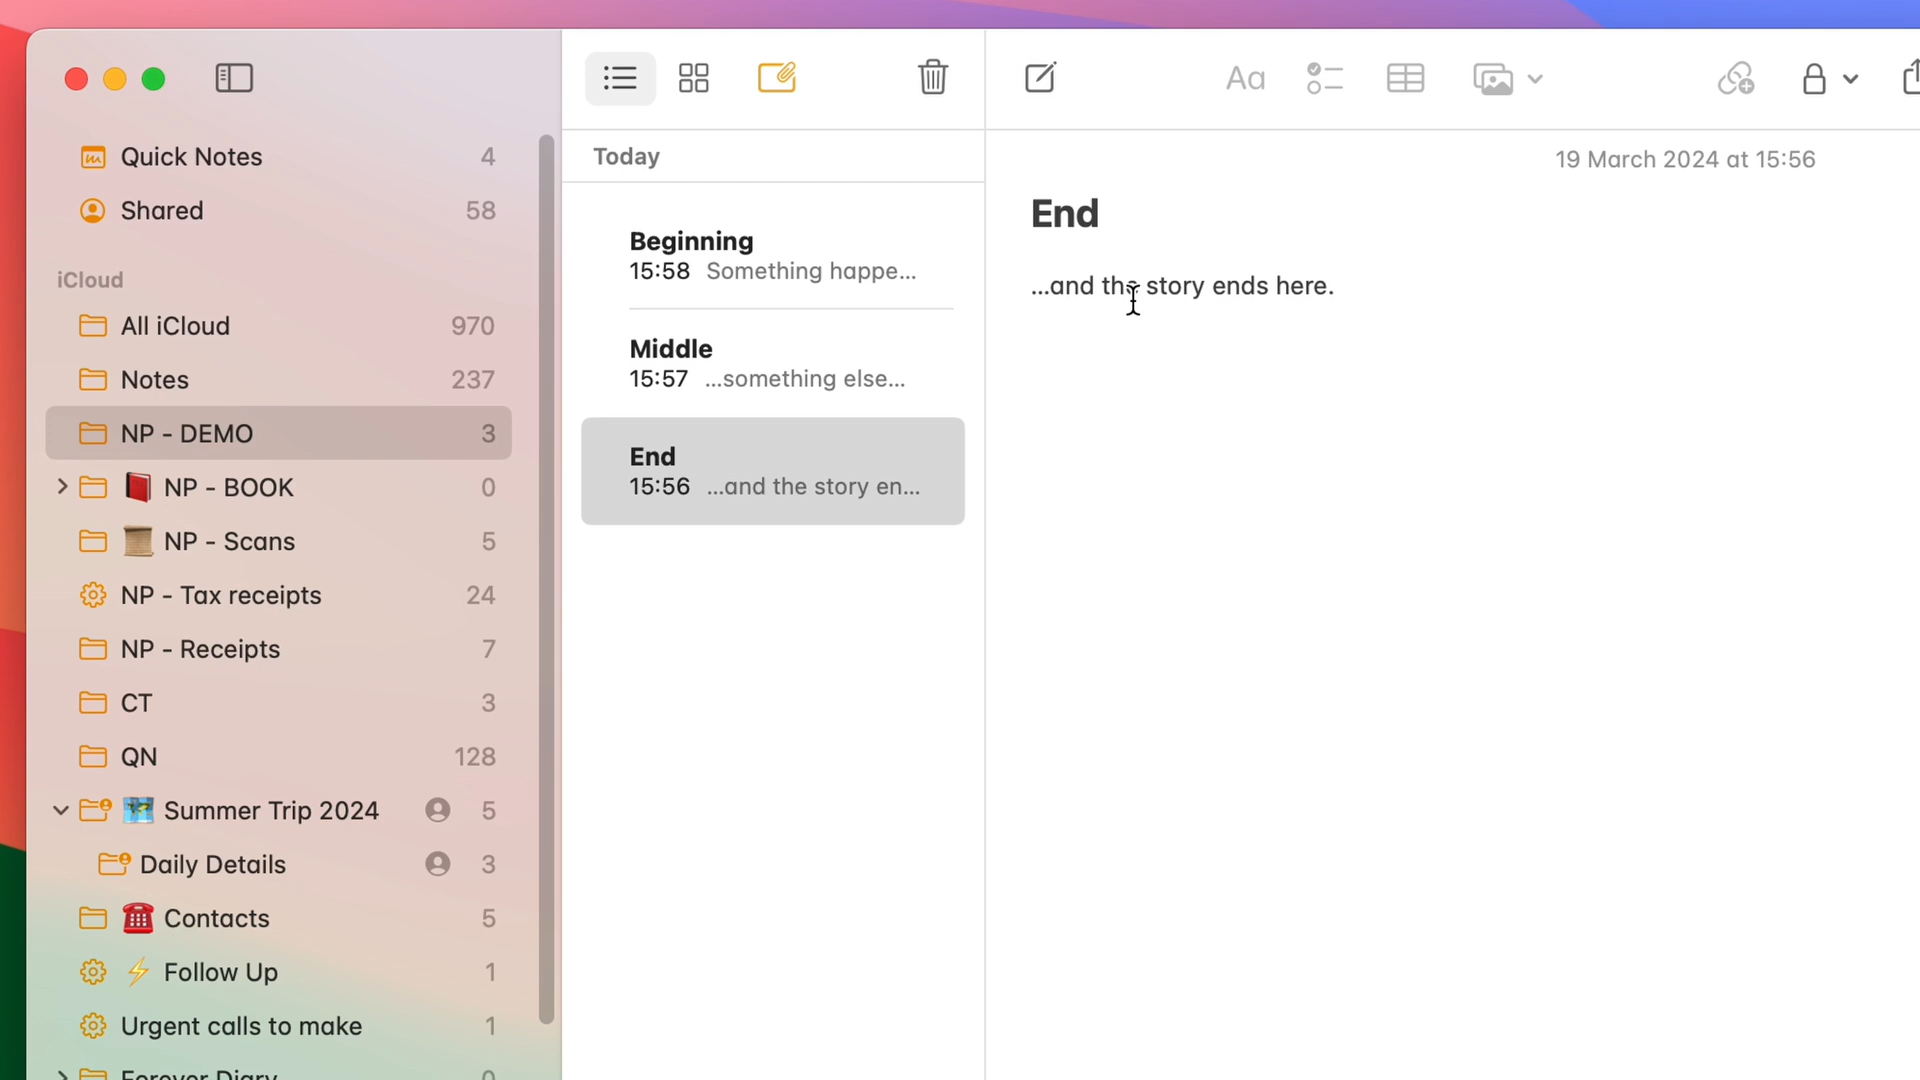 Quick Notes 4
Shared 58
iCloud
All iCloud 970
Notes 237
NP - DEMO 3
NP - BOOK 0
NP - Scans 5
NP - Tax receipts 24
NP - Receipts 7
CT 3
QN 128
Summer Trip 2024 5
Daily Details 3
Contacts 5
Follow Up 1
Urgent calls to make 1
Forever Diary 0
Today
Beginning
15:58 Something happe...
Middle
15:57 ...something else...
End
15:56 ...and the story en...
Aa
19 March 2024 at 15:56
End
...and the story ends here.